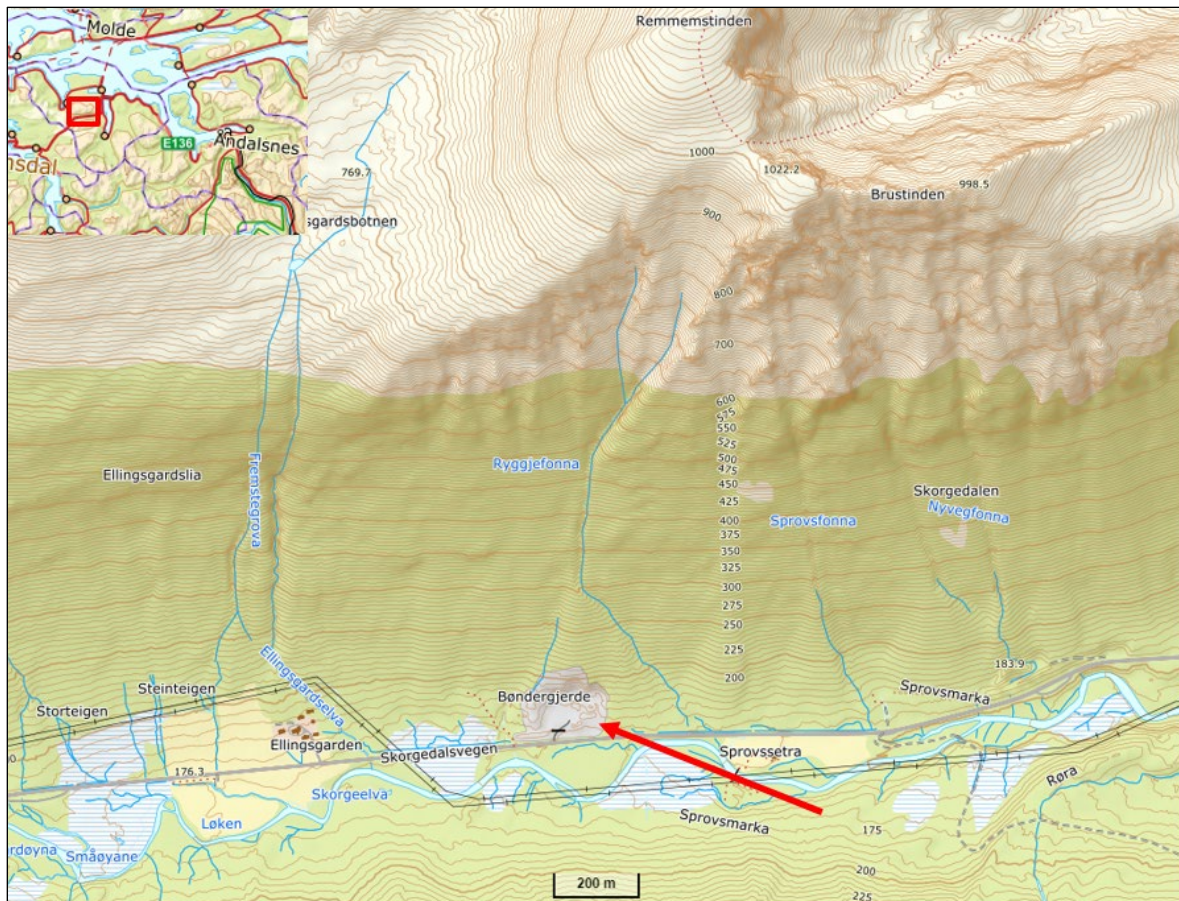 Molde
Remmemstinden
E136
Åndalsnes
nsdal
769.7
1000
1022.2
998.5
Brustinden
sgardsbotnen
900
800
700
600
575
550
525
500
475
450
425
400
375
350
325
300
275
250
225
200
Ellingsgardslia
Fremstegrova
Ryggjefonna
Skorgedalen
Sprovsfonna
Nyvegfonna
183.9
Ellingsgardselva
Steinteigen
Storteigen
Bøndergjerde
Sprovsmarka
Ellingsgarden
Skorgedalsvegen
Sprovssetra
176.3
Skorgeelva
Røra
Løken
Sprovsmarka
175
rdøyna
Småøyane
200
225
200 m